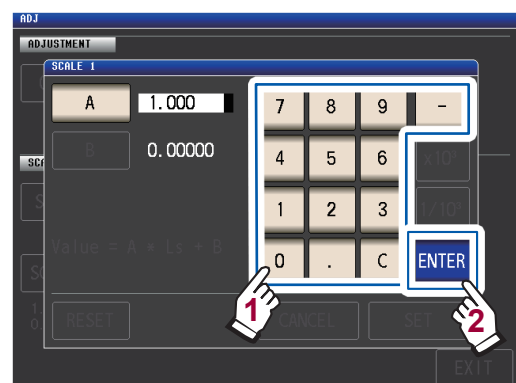 ADJ
ADJUSTMENT
SCALE 1
A 1.000
7 8 9 -
B 0.00000
4 5 6 x10³
1 2 3 1/10³
Value = A * Ls + B
0 . C ENTER
1 2
RESET CANCEL SET
EXIT